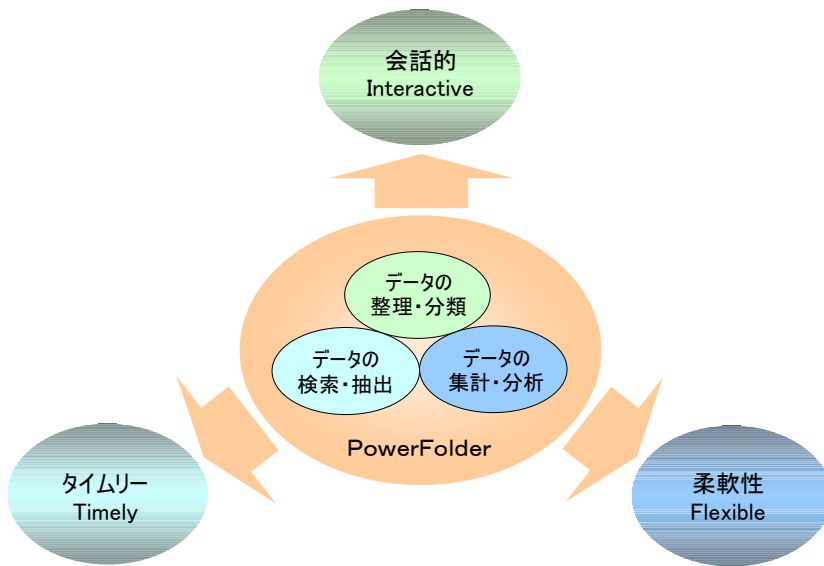 会話的
Interactive
データの
整理・分類
データの
検索・抽出
データの
集計・分析
PowerFolder
タイムリー
Timely
柔軟性
Flexible